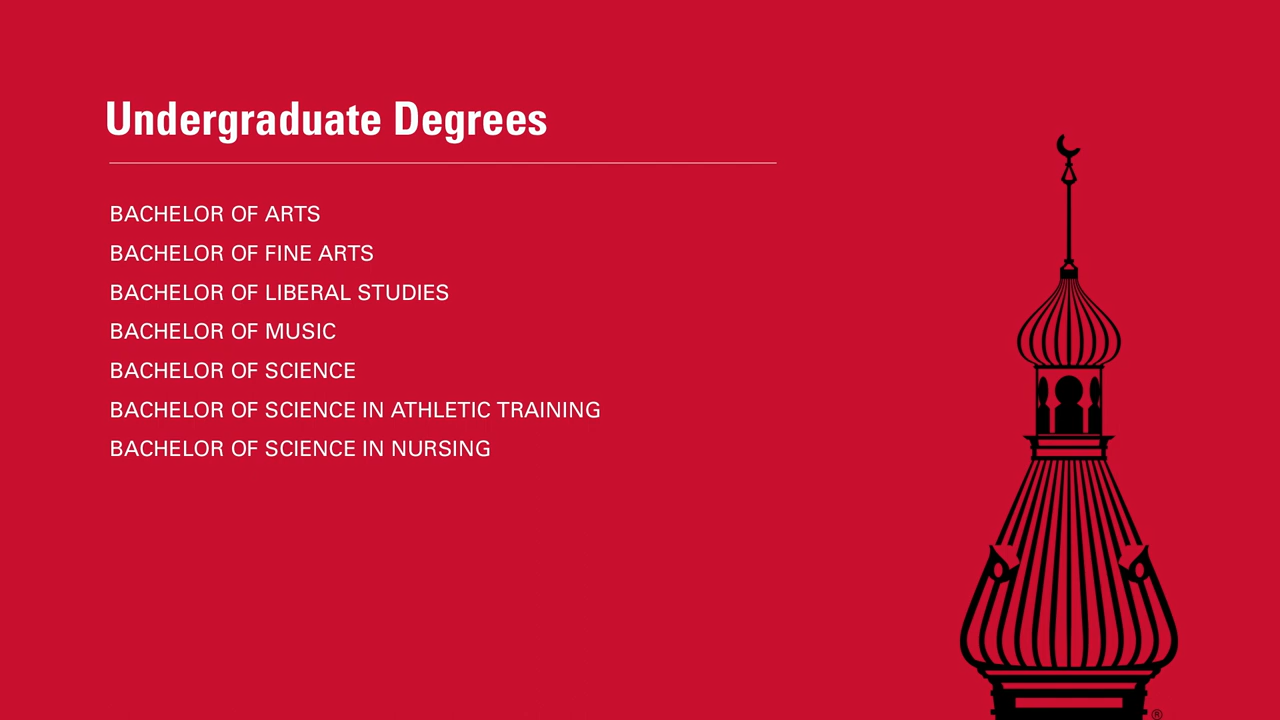 Undergraduate Degrees
BACHELOR OF ARTS
BACHELOR OF FINE ARTS
BACHELOR OF LIBERAL STUDIES
BACHELOR OF MUSIC
BACHELOR OF SCIENCE
BACHELOR OF SCIENCE IN ATHLETIC TRAINING
BACHELOR OF SCIENCE IN NURSING
®